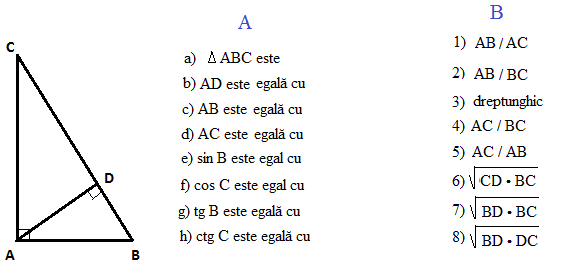 A
B
C
D
A
B
a) Δ ABC este
b) AD este egală cu
c) AB este egală cu
d) AC este egală cu
e) sin B este egal cu
f) cos C este egal cu
g) tg B este egală cu
h) ctg C este egală cu
1) AB / AC
2) AB / BC
3) dreptunghic
4) AC / BC
5) AC / AB
6) √CD • BC
7) √BD • BC
8) √BD • DC